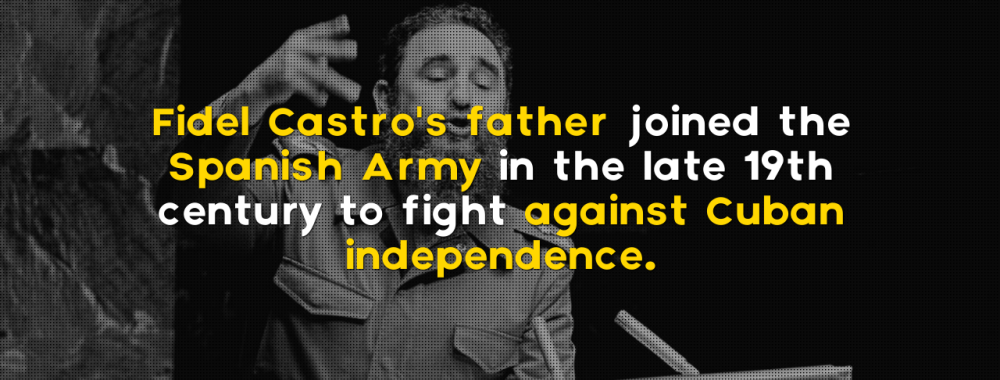 Fidel Castro's father joined the
Spanish Army in the late 19th
century to fight against Cuban
independence.